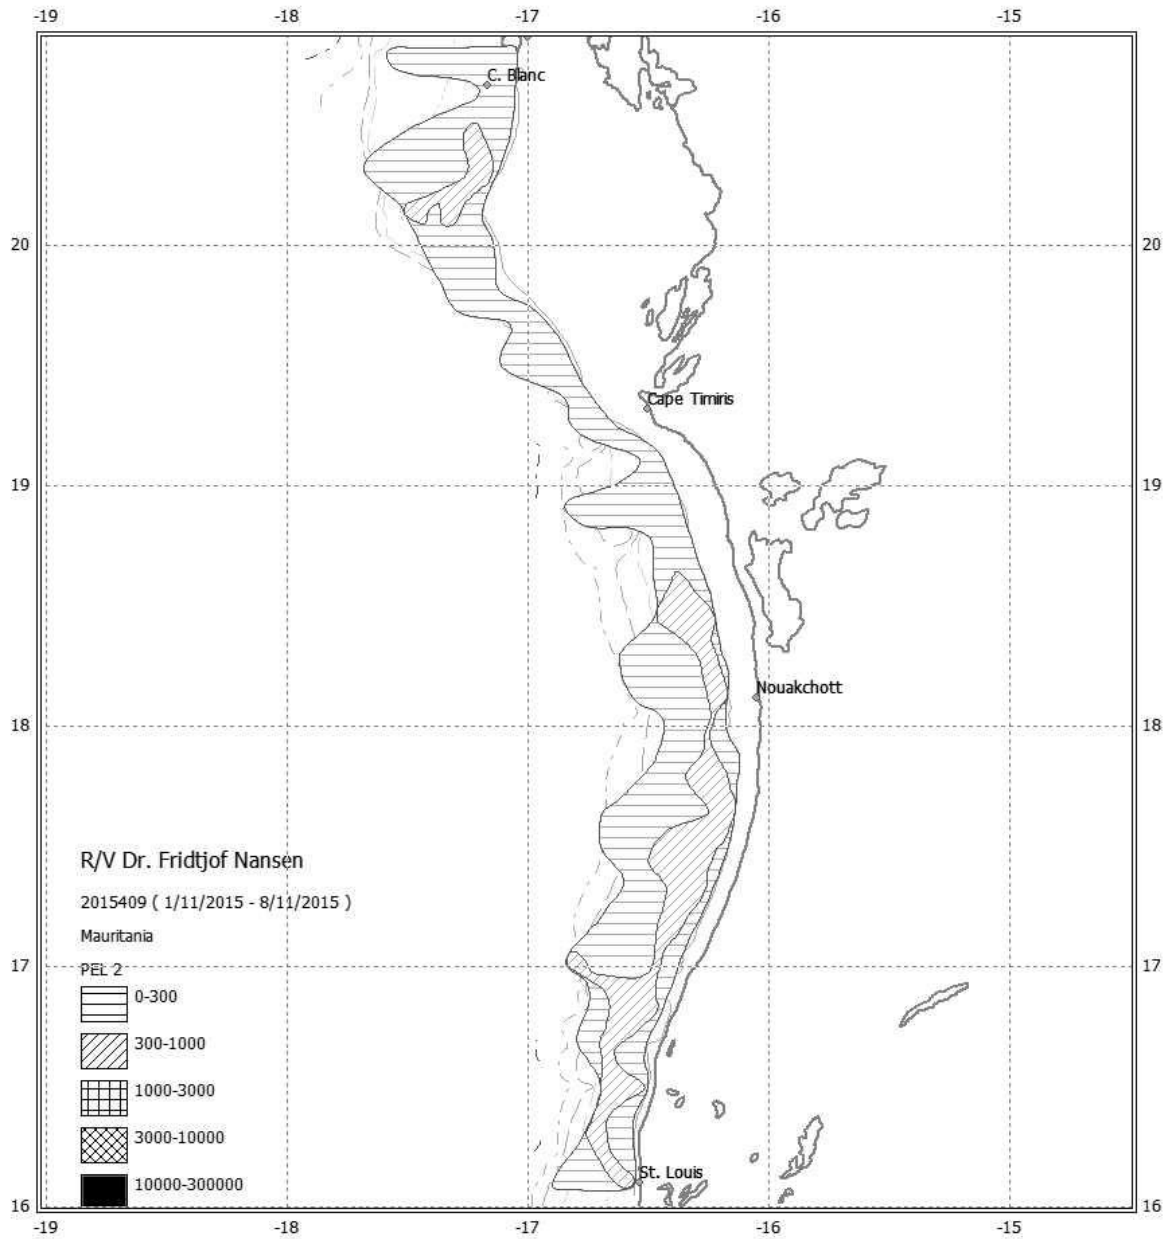 -19 -18 -17 -16 -15
C. Blanc
20 20
Cape Timiris
19 19
Nouakchott
18 18
R/V Dr. Fridtjof Nansen
2015409 ( 1/11/2015 - 8/11/2015 )
Mauritania
17 17
PEL 2
0-300
300-1000
1000-3000
3000-10000
St. Louis
10000-300000
16 16
-19 -18 -17 -16 -15